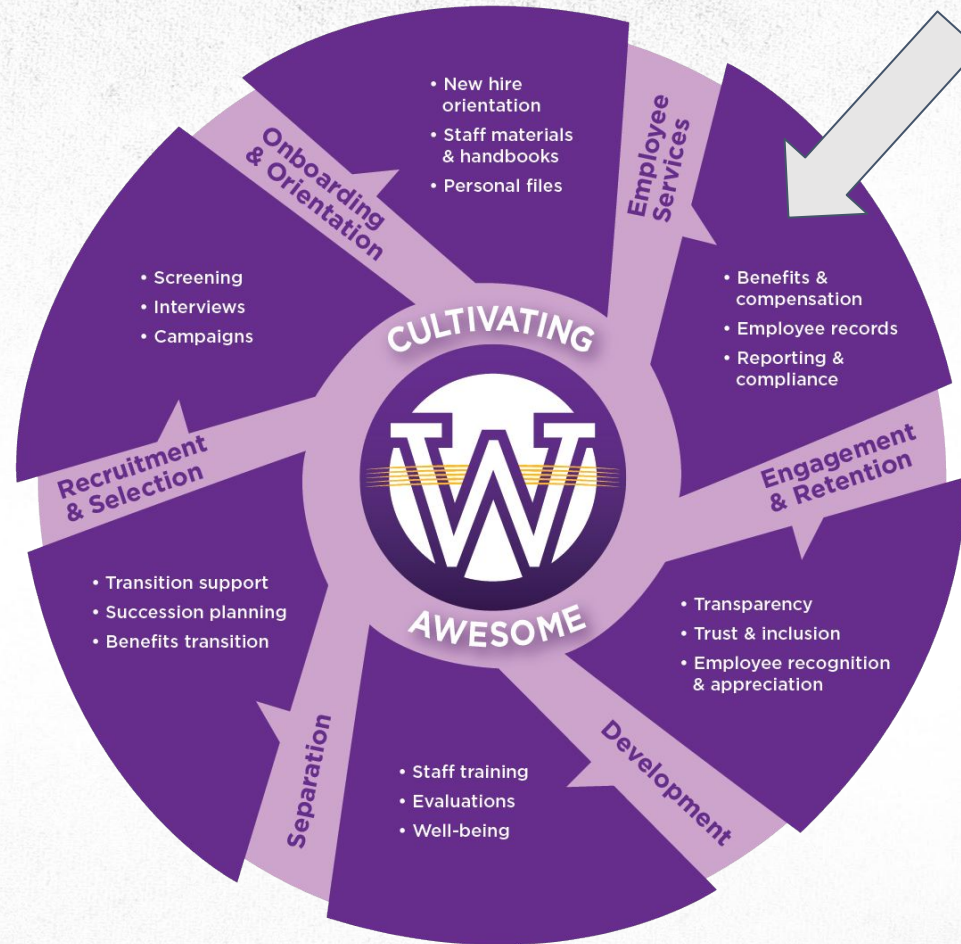 CULTIVATING
W
AWESOME
Recruitment
& Selection
• Screening
• Interviews
• Campaigns
Onboarding
& Orientation
• New hire
orientation
• Staff materials
& handbooks
• Personal files
Employee
Services
• Benefits &
compensation
• Employee records
• Reporting &
compliance
Engagement
& Retention
• Transparency
• Trust & inclusion
• Employee recognition
& appreciation
Development
• Staff training
• Evaluations
• Well-being
Separation
• Transition support
• Succession planning
• Benefits transition